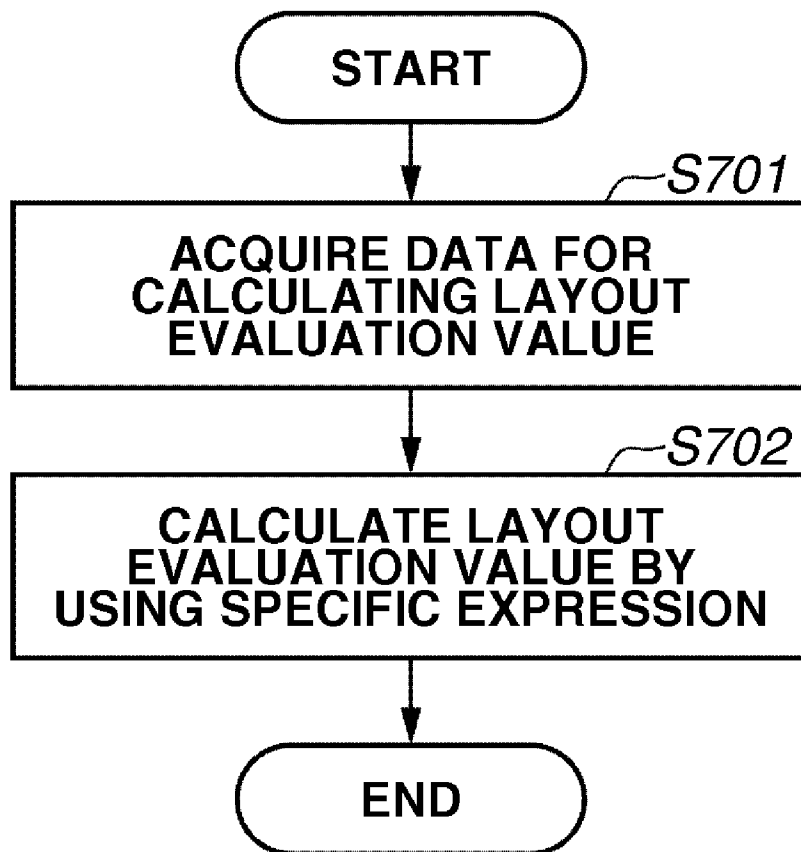 START
S701
ACQUIRE DATA FOR
CALCULATING LAYOUT
EVALUATION VALUE
S702
CALCULATE LAYOUT
EVALUATION VALUE BY
USING SPECIFIC EXPRESSION
END